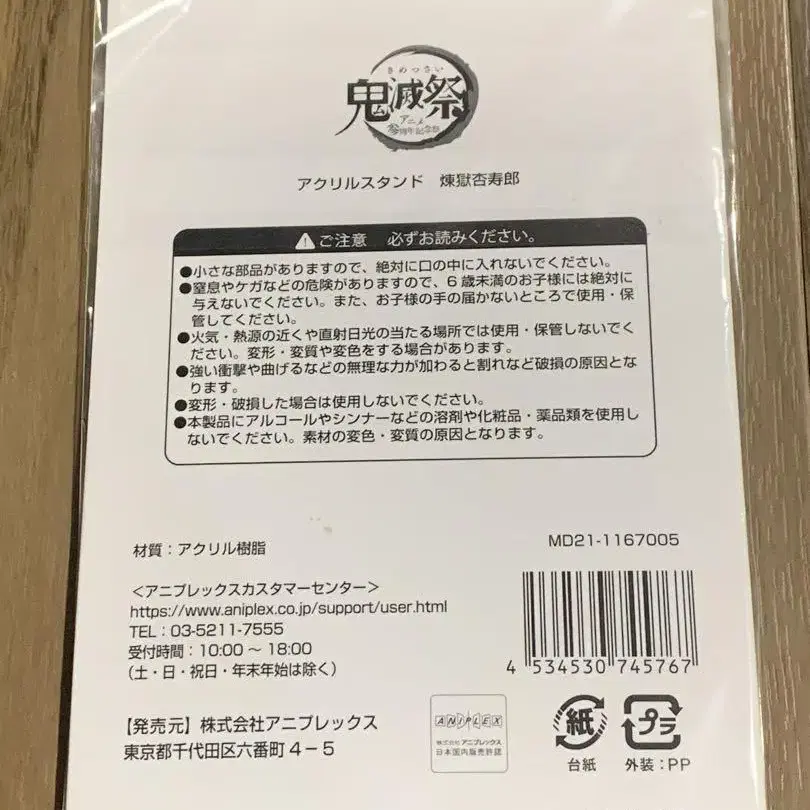 きめつさい
鬼滅祭
アニメ
参周年記念祭
アクリルスタンド 煉獄杏寿郎
ご注意 必ずお読みください。
●小さな部品がありますので、絶対に口の中に入れないでください。
●窒息やケガなどの危険がありますので、6歳未満のお子様には絶対に
与えないでください。また、お子様の手の届かないところで使用・保
管してください。
●火気・熱源の近くや直射日光の当たる場所では使用・保管しないでく
ださい。変形・変質や変色をする場合があります。
●強い衝撃や曲げるなどの無理な力が加わると割れなど破損の原因とな
ります。
●変形・破損した場合は使用しないでください。
●本製品にアルコールやシンナーなどの溶剤や化粧品・薬品類を使用し
ないでください。素材の変色・変質の原因となります。
材質：アクリル樹脂
MD21-1167005
＜アニプレックスカスタマーセンター＞
https://www.aniplex.co.jp/support/user.html
TEL：03-5211-7555
受付時間：10:00～18:00
（土・日・祝日・年末年始は除く）
4 534530 745767
【発売元】株式会社アニプレックス
東京都千代田区六番町4－5
ANIPLEX
株式会社アニプレックス
日本国内販売許諾
紙
台紙
プラ
外装：PP